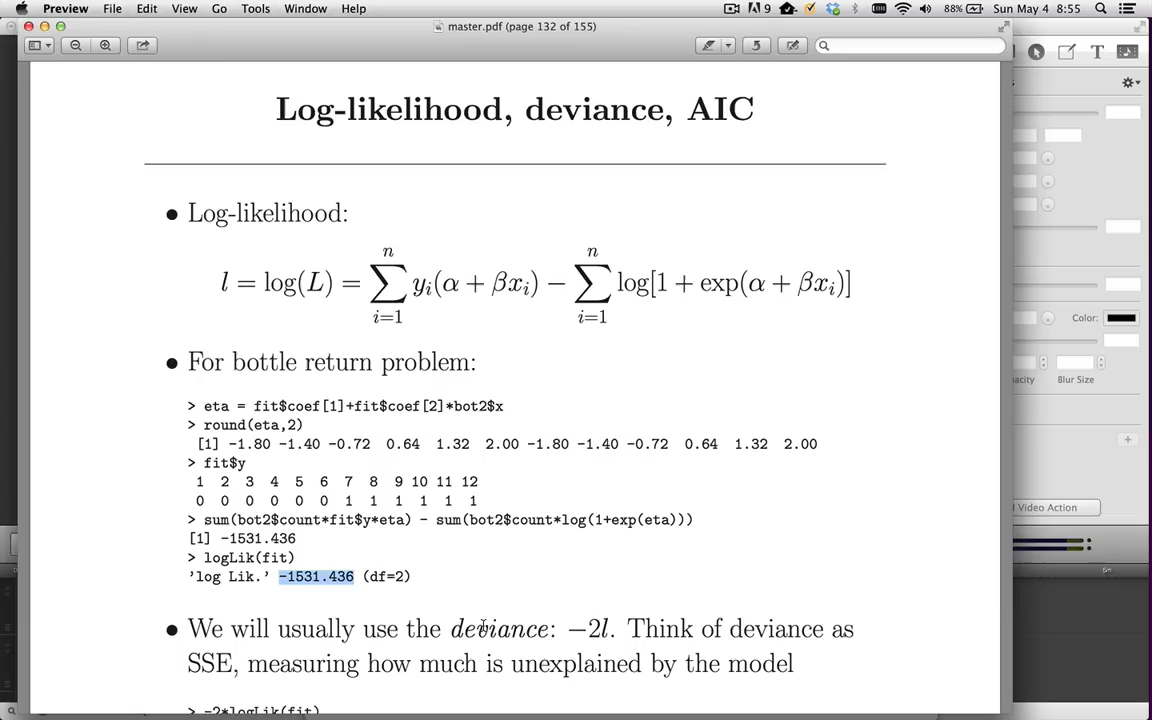 Preview File Edit View Go Tools Window Help 9 88% Sun May 4 8:55
master.pdf (page 132 of 155)
Log-likelihood, deviance, AIC
• Log-likelihood:
l = log(L) = ∑_{i=1}^{n} y_i(α + βx_i) − ∑_{i=1}^{n} log[1 + exp(α + βx_i)]
• For bottle return problem:
> eta = fit$coef[1]+fit$coef[2]*bot2$x
> round(eta,2)
[1] -1.80 -1.40 -0.72 0.64 1.32 2.00 -1.80 -1.40 -0.72 0.64 1.32 2.00
> fit$y
1 2 3 4 5 6 7 8 9 10 11 12
0 0 0 0 0 0 1 1 1 1 1 1
> sum(bot2$count*fit$y*eta) - sum(bot2$count*log(1+exp(eta)))
[1] -1531.436
> logLik(fit)
'log Lik.' -1531.436 (df=2)
• We will usually use the deviance: −2l. Think of deviance as
SSE, measuring how much is unexplained by the model
> -2*logLik(fit)
T
Color:
pacity Blur Size
d Video Action